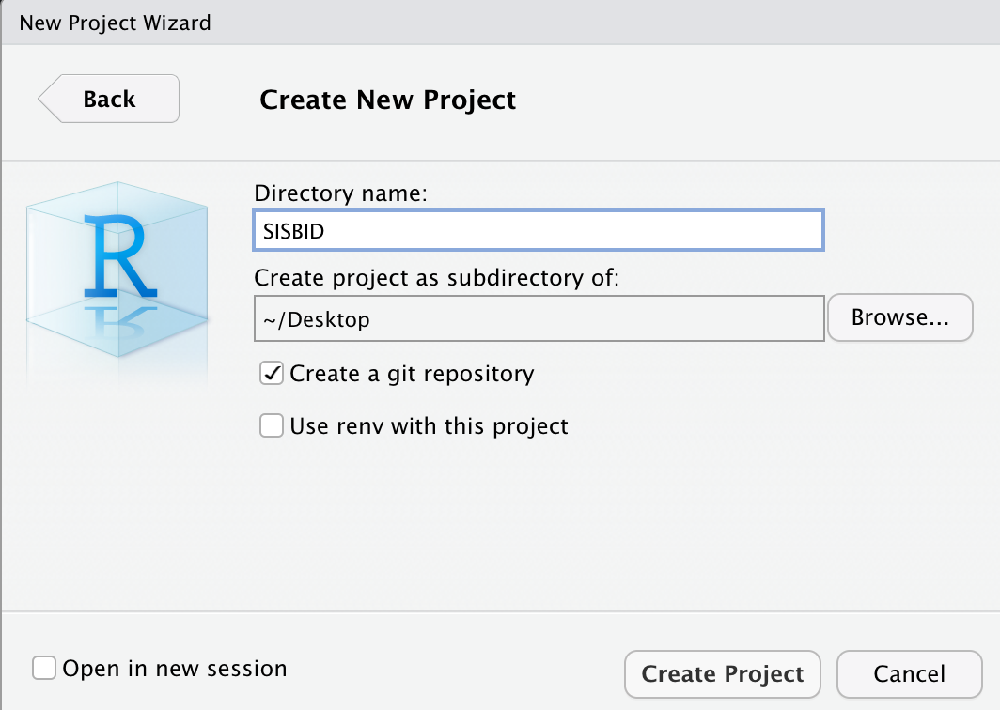 New Project Wizard
Back
Create New Project
R
Directory name:
SISBID
Create project as subdirectory of:
~/Desktop
Browse...
Create a git repository
Use renv with this project
Open in new session
Create Project
Cancel